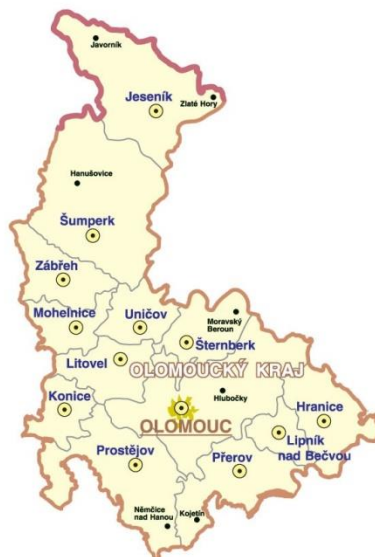 Javorník
Jeseník
Zlaté Hory
Hanušovice
Šumperk
Zábřeh
Mohelnice
Uničov
Moravský
Beroun
Šternberk
Litovel
OLOMOUCKÝ KRAJ
Konice
Hlubočky
OLOMOUC
Hranice
Lipník
nad Bečvou
Prostějov
Přerov
Němčice
nad Hanou
Kojetín